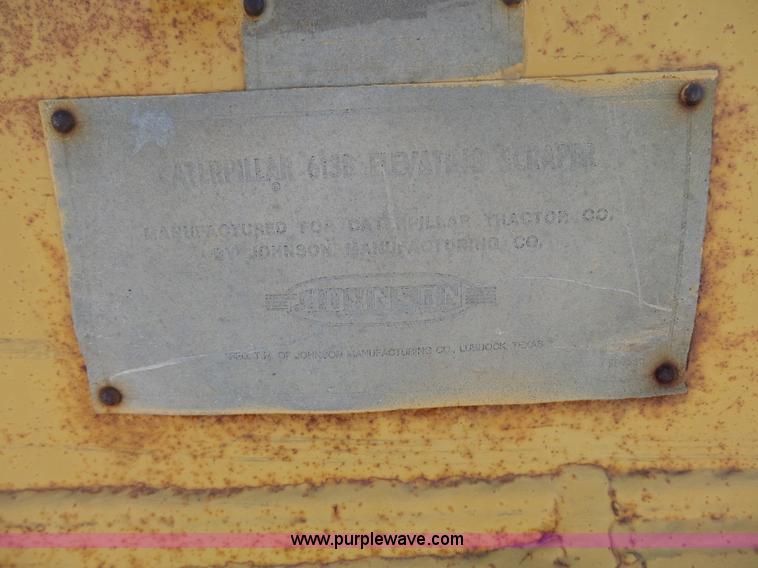 CATERPILLAR 613B ELEVATING SCRAPER
®
MANUFACTURED FOR CATERPILLAR TRACTOR CO.
BY JOHNSON MANUFACTURING CO.
JOHNSON
REG. T.M. OF JOHNSON MANUFACTURING CO., LUBBOCK, TEXAS
www.purplewave.com